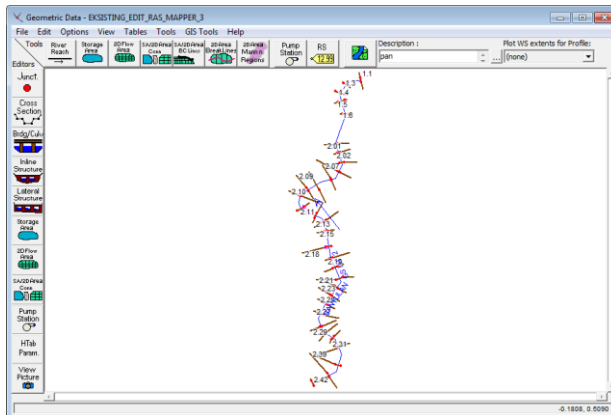 Geometric Data - EKSISTING_EDIT_RAS_MAPPER_3
File Edit Options View Tables Tools GIS Tools Help
Tools
River Reach
Storage Area
2D Flow Area
SA/2D Area Conn
SA/2D Area BC Lines
2D Area Break Lines
2D Area Mann n Regions
Pump Station
RS
12.99
Description :
pan
...
Plot WS extents for Profile:
(none)
Editors
Junct.
Cross Section
Brdg/Culv
Inline Structure
Lateral Structure
Storage Area
2D Flow Area
SA/2D Area Conn
Pump Station
HTab Param.
View Picture
1.1
1.3
1.4
1.5
1.6
2.01
2.02
2.07
2.09
2.10
2.11
2.13
2.15
2.18
2.21
2.23
2.29
2.31
2.39
2.42